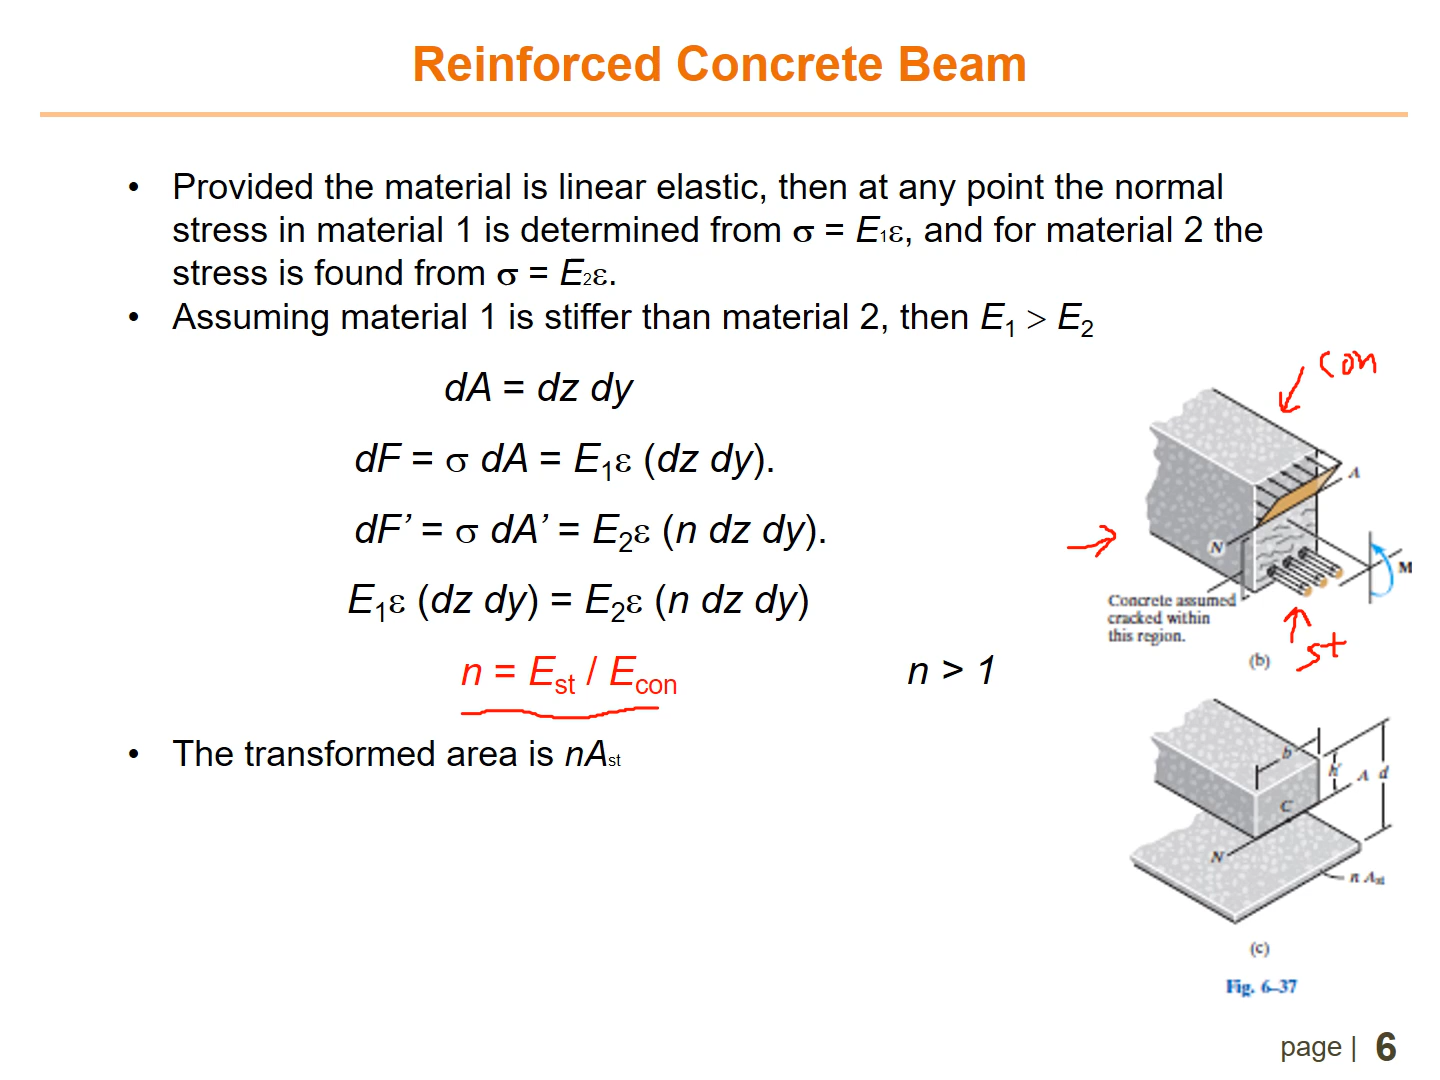 Reinforced Concrete Beam
• Provided the material is linear elastic, then at any point the normal
stress in material 1 is determined from σ = E₁ε, and for material 2 the
stress is found from σ = E₂ε.
• Assuming material 1 is stiffer than material 2, then E₁ > E₂
dA = dz dy
dF = σ dA = E₁ε (dz dy).
dF’ = σ dA’ = E₂ε (n dz dy).
E₁ε (dz dy) = E₂ε (n dz dy)
n = Est / Econ
n > 1
• The transformed area is nAst
con
A
N
M
Concrete assumed
cracked within
this region.
st
(b)
b
h'
A
d
C
N
n Ast
(c)
Fig. 6–37
page | 6